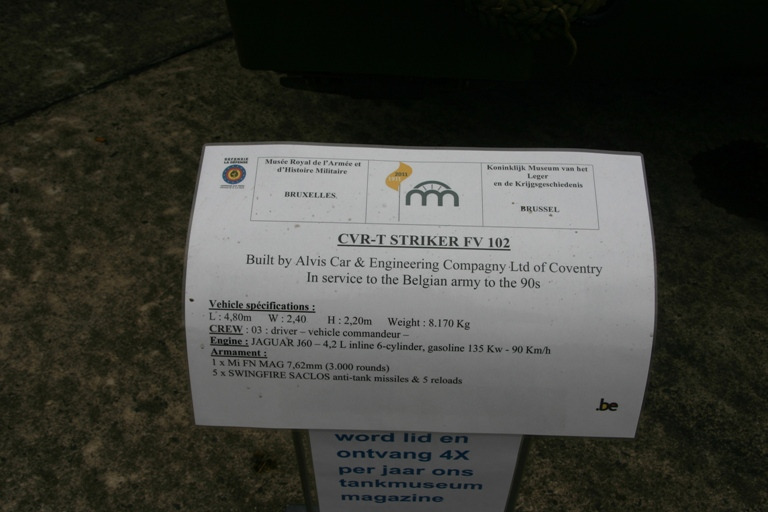 Musée Royal de l'Armée et
d'Histoire Militaire
BRUXELLES
2011
Koninklijk Museum van het
Leger
en de Krijgsgeschiedenis
BRUSSEL
CVR-T STRIKER FV 102
Built by Alvis Car & Engineering Compagny Ltd of Coventry
In service to the Belgian army to the 90s
Vehicle spécifications :
L : 4,80m W : 2,40 H : 2,20m Weight : 8.170 Kg
CREW : 03 : driver – vehicle commandeur –
Engine : JAGUAR J60 – 4,2 L inline 6-cylinder, gasoline 135 Kw - 90 Km/h
Armament :
1 x Mi FN MAG 7,62mm (3.000 rounds)
5 x SWINGFIRE SACLOS anti-tank missiles & 5 reloads
.be
word lid en
ontvang 4X
per jaar ons
tankmuseum
magazine